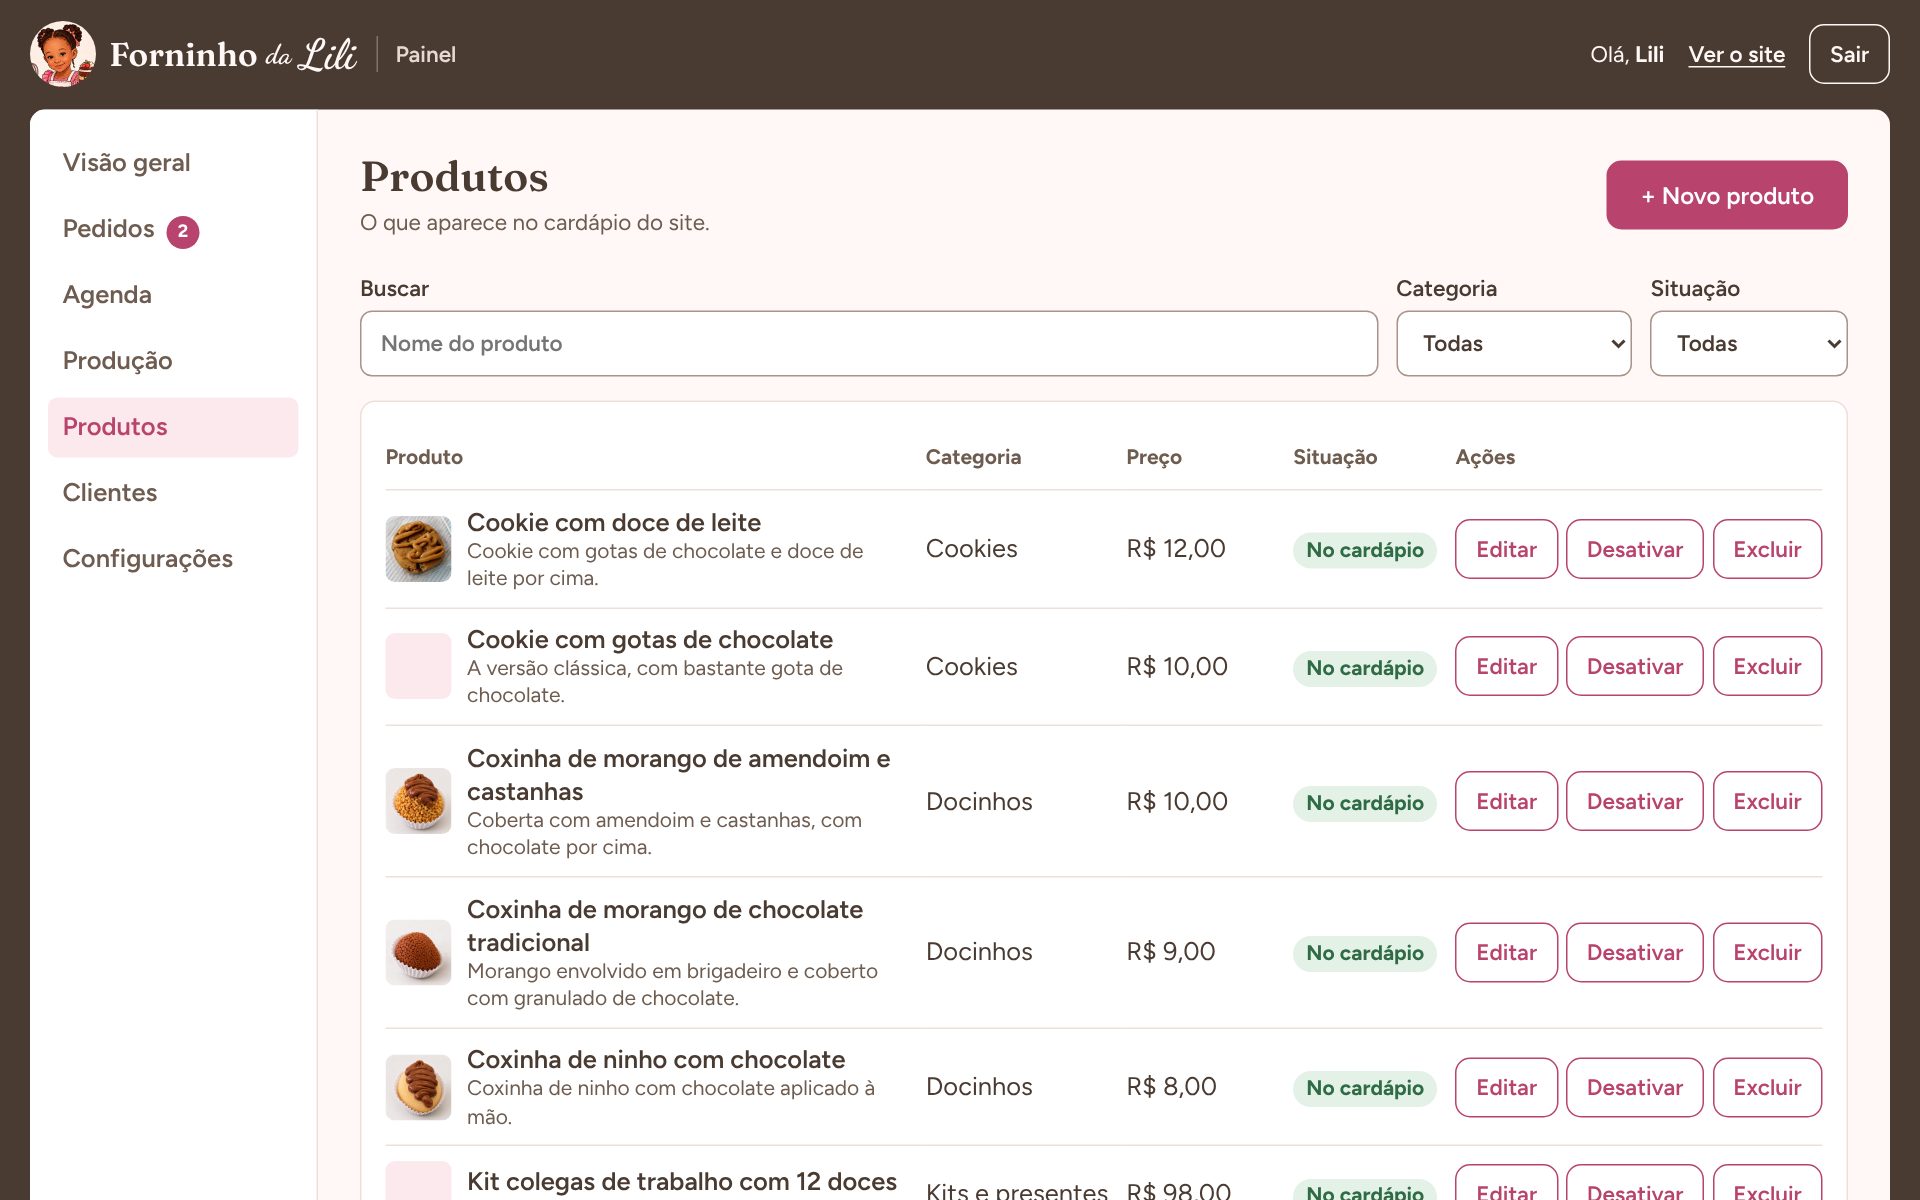 Forninho da Lili
Painel
Olá, Lili
Ver o site
Sair
Visão geral
Pedidos 2
Agenda
Produção
Produtos
Clientes
Configurações
Produtos
O que aparece no cardápio do site.
+ Novo produto
Buscar
Nome do produto
Categoria
Todas
Situação
Todas
Produto Categoria Preço Situação Ações
Cookie com doce de leite
Cookie com gotas de chocolate e doce de
leite por cima.
Cookies R$ 12,00 No cardápio Editar Desativar Excluir
Cookie com gotas de chocolate
A versão clássica, com bastante gota de
chocolate.
Cookies R$ 10,00 No cardápio Editar Desativar Excluir
Coxinha de morango de amendoim e
castanhas
Coberta com amendoim e castanhas, com
chocolate por cima.
Docinhos R$ 10,00 No cardápio Editar Desativar Excluir
Coxinha de morango de chocolate
tradicional
Morango envolvido em brigadeiro e coberto
com granulado de chocolate.
Docinhos R$ 9,00 No cardápio Editar Desativar Excluir
Coxinha de ninho com chocolate
Coxinha de ninho com chocolate aplicado à
mão.
Docinhos R$ 8,00 No cardápio Editar Desativar Excluir
Kit colegas de trabalho com 12 doces
Kits e presentes R$ 98,00 No cardápio Editar Desativar Excluir